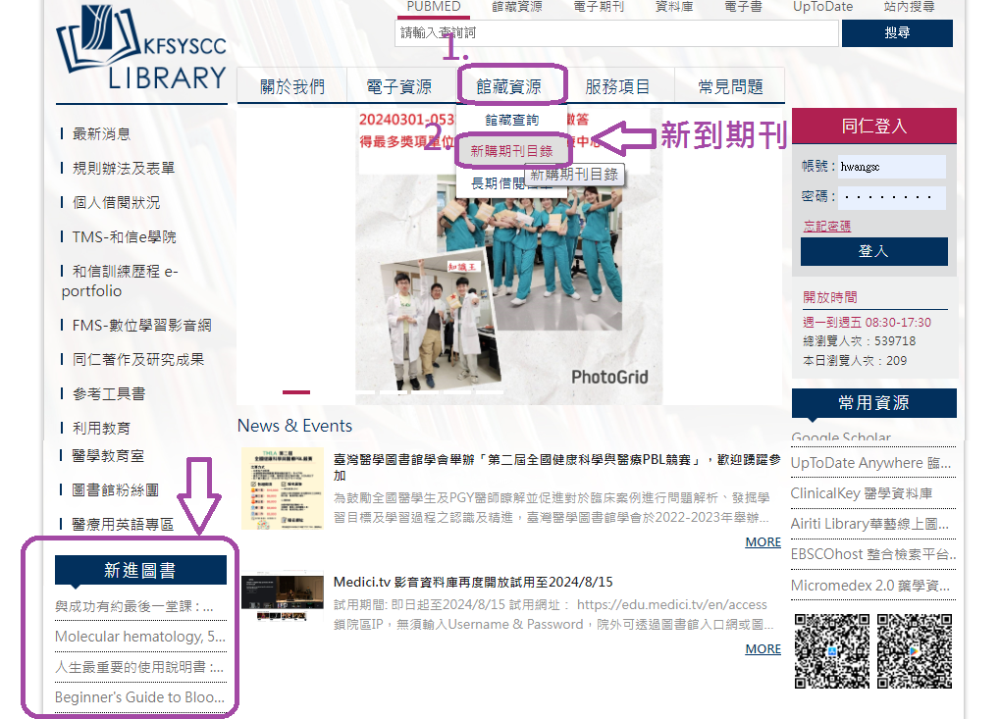 KFSYSCC
LIBRARY
PUBMED 館藏資源 電子期刊 資料庫 電子書 UpToDate 站內搜尋
請輸入查詢詞
搜尋
1.
關於我們 電子資源 館藏資源 服務項目 常見問題
館藏查詢
2.
新購期刊目錄
新購期刊目錄
長期借閱
新到期刊
20240301-053 徵答
得最多獎項單位 中心
知識王
PhotoGrid
最新消息
規則辦法及表單
個人借閱狀況
TMS-和信e學院
和信訓練歷程 e-
portfolio
FMS-數位學習影音網
同仁著作及研究成果
參考工具書
利用教育
醫學教育室
圖書館粉絲團
醫療用英語專區
新進圖書
與成功有約最後一堂課 : ...
Molecular hematology, 5...
人生最重要的使用說明書 :...
Beginner's Guide to Bloo...
News & Events
臺灣醫學圖書館學會舉辦「第二屆全國健康科學與醫療PBL競賽」，歡迎踴躍參
加
為鼓勵全國醫學生及PGY醫師瞭解並促進對於臨床案例進行問題解析、發掘學
習目標及學習過程之認識及精進，臺灣醫學圖書館學會於2022-2023年舉辦...
MORE
Medici.tv 影音資料庫再度開放試用至2024/8/15
試用期間: 即日起至2024/8/15 試用網址： https://edu.medici.tv/en/access
鎖院區IP，無須輸入Username & Password，院外可透過圖書館入口網或圖...
MORE
同仁登入
帳號 : hwangsc
密碼 : ········
忘記密碼
登入
開放時間
週一到週五 08:30-17:30
總瀏覽人次 : 539718
本日瀏覽人次 : 209
常用資源
Google Scholar
UpToDate Anywhere 臨...
ClinicalKey 醫學資料庫
Airiti Library華藝線上圖...
EBSCOhost 整合檢索平台..
Micromedex 2.0 藥學資...